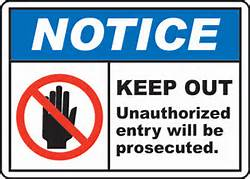 NOTICE
KEEP OUT
Unauthorized
entry will be
prosecuted.